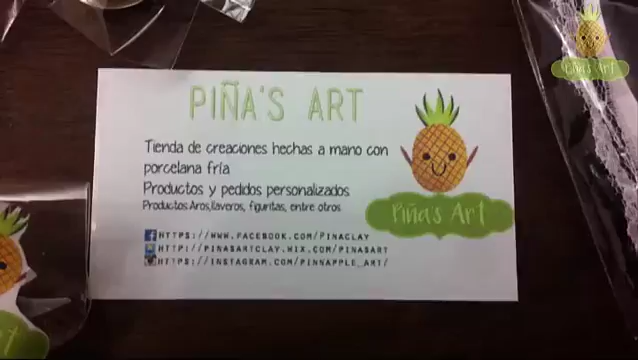 Piña's Art
PIÑA'S ART
Tienda de creaciones hechas a mano con
porcelana fría
Productos y pedidos personalizados
Productos:Aros,llaveros, figuritas, entre otros
Piña's Art
HTTPS://WWW.FACEBOOK.COM/PINACLAY
HTTP://PINASARTCLAY.WIX.COM/PINASART
HTTPS://INSTAGRAM.COM/PINNAPPLE_ART/
Art